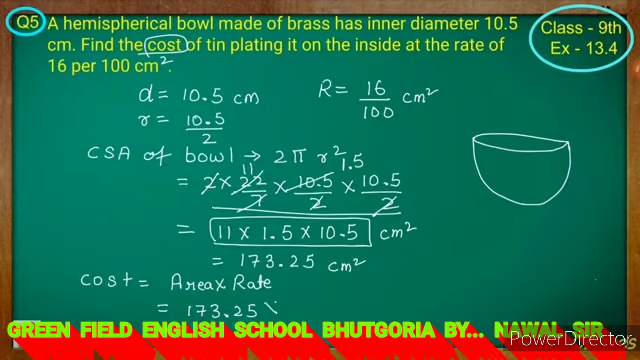 Q5 A hemispherical bowl made of brass has inner diameter 10.5
cm. Find the cost of tin plating it on the inside at the rate of
16 per 100 cm².
Class - 9th
Ex - 13.4
d = 10.5 cm
R = 16/100 cm²
r = 10.5/2
CSA of bowl → 2π r²
11 1.5
= 2 × 22/7 × 10.5/2 × 10.5/2
= 11 × 1.5 × 10.5 cm²
= 173.25 cm²
Cost = Area x Rate
= 173.25 ×
GREEN FIELD ENGLISH SCHOOL BHUTGORIA BY... NAWAL SIR
PowerDirector